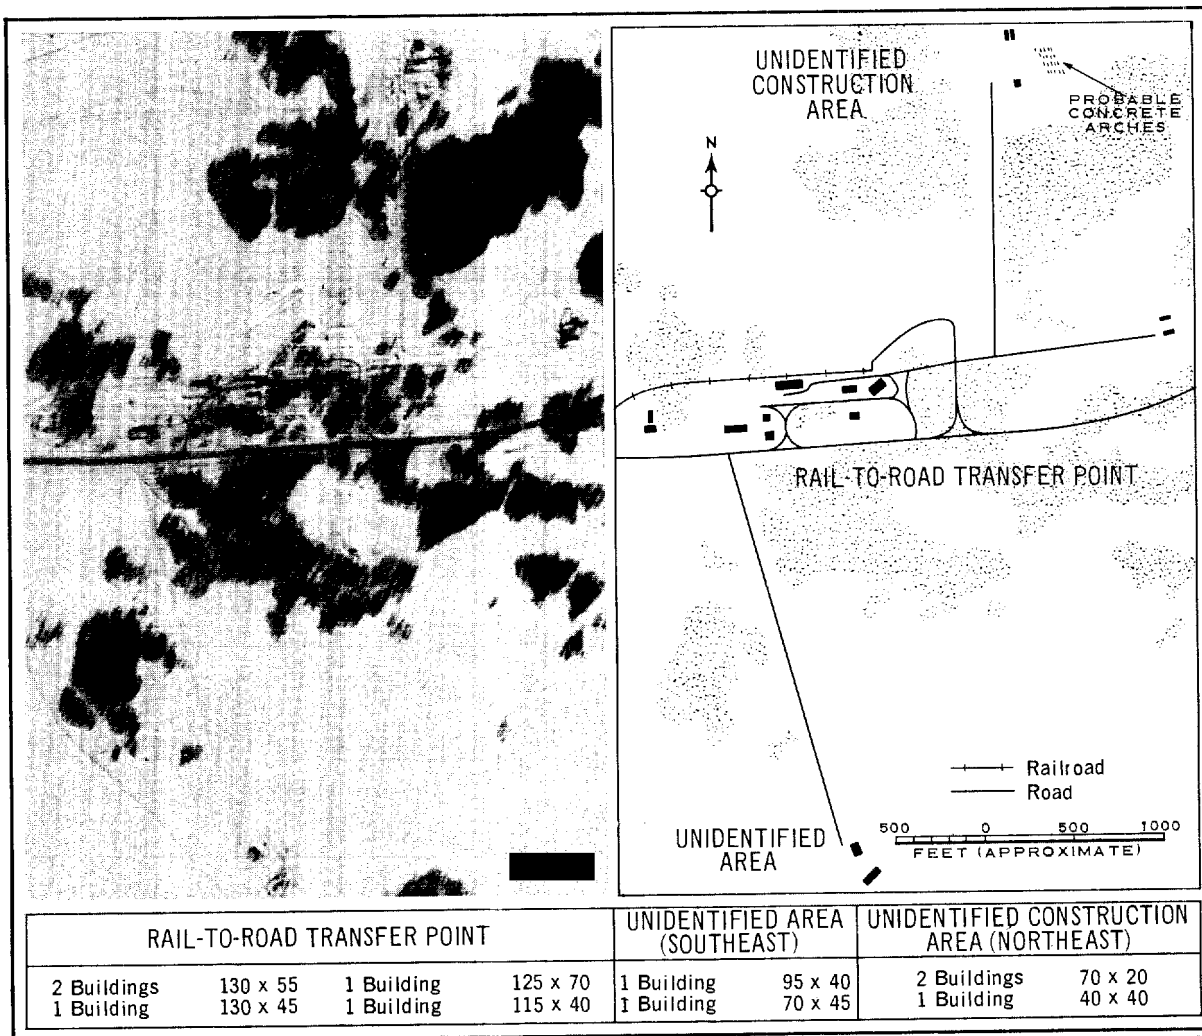 UNIDENTIFIED
CONSTRUCTION
AREA
PROBABLE
CONCRETE
ARCHES
N
RAIL-TO-ROAD TRANSFER POINT
Railroad
Road
UNIDENTIFIED
AREA
500 0 500 1000
FEET (APPROXIMATE)
RAIL-TO-ROAD TRANSFER POINT
2 Buildings 130 x 55 1 Building 125 x 70
1 Building 130 x 45 1 Building 115 x 40
UNIDENTIFIED AREA
(SOUTHEAST)
1 Building 95 x 40
1 Building 70 x 45
UNIDENTIFIED CONSTRUCTION
AREA (NORTHEAST)
2 Buildings 70 x 20
1 Building 40 x 40